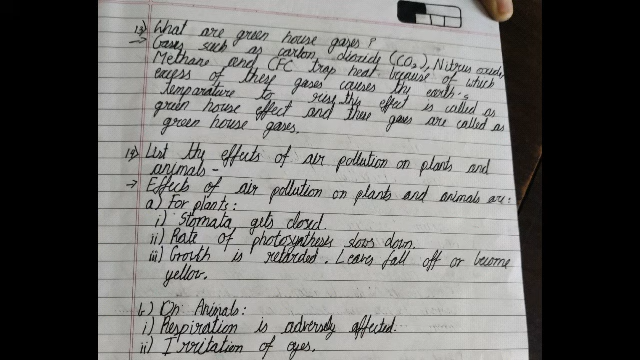 13) What are green house gases?
→ Gases such as carbon dioxide (CO2), Nitrus oxide,
Methane and CFC trap heat because of which
excess of these gases causes the earth's
temparature to rise this effect is called as
green house effect and these gases are called as
green house gases.
14) List the effects of air pollution on plants and
animals -
→ Effects of air pollution on plants and animals are:
a) For plants:
i) Stomata gets closed.
ii) Rate of photosynthesis slows down.
iii) Growth is retarded. Leaves fall off or become
yellow.
b) On Animals:
i) Respiration is adversely affected.
ii) Irritation of eyes.